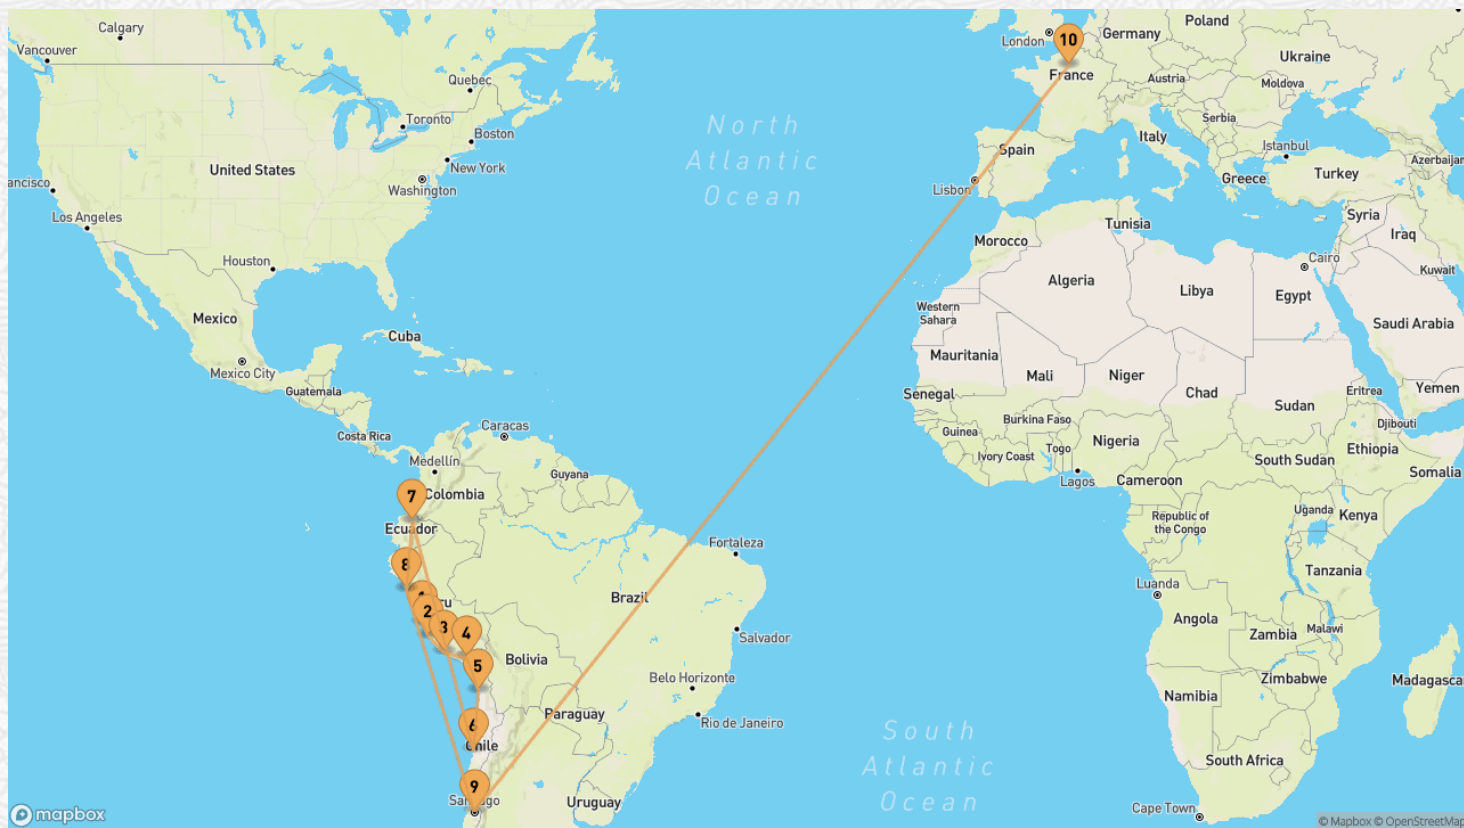 Calgary
Vancouver
Quebec
Toronto
Boston
New York
Washington
United States
ancisco
Los Angeles
Houston
Mexico
Mexico City
Cuba
Guatemala
Costa Rica
Caracas
Medellín
Guyana
Colombia
7
Ecuador
8
ru
2
3
4
5
6
Chile
9
Sa
go
Fortaleza
Brazil
Salvador
Bolivia
Belo Horizonte
Rio de Janeiro
Paraguay
Uruguay
North
Atlantic
Ocean
South
Atlantic
Ocean
London
10
Germany
Poland
France
Ukraine
Austria
Moldova
Serbia
Italy
Spain
Lisbon
Istanbul
Greece
Turkey
Azerbaijan
Syria
Iraq
Tunisia
Morocco
Cairo
Kuwait
Algeria
Libya
Egypt
Western
Sahara
Saudi Arabia
Mauritania
Mali
Niger
Chad
Sudan
Eritrea
Yemen
Senegal
Burkina Faso
Djibouti
Guinea
Togo
Nigeria
Ivory Coast
Ethiopia
South Sudan
Somalia
Lagos
Cameroon
Republic of
the Congo
Uganda
Kenya
Tanzania
Luanda
Angola
Zambia
Malawi
Zimbabwe
Madagasca
Namibia
South Africa
Cape Town
mapbox
© Mapbox © OpenStreetMap